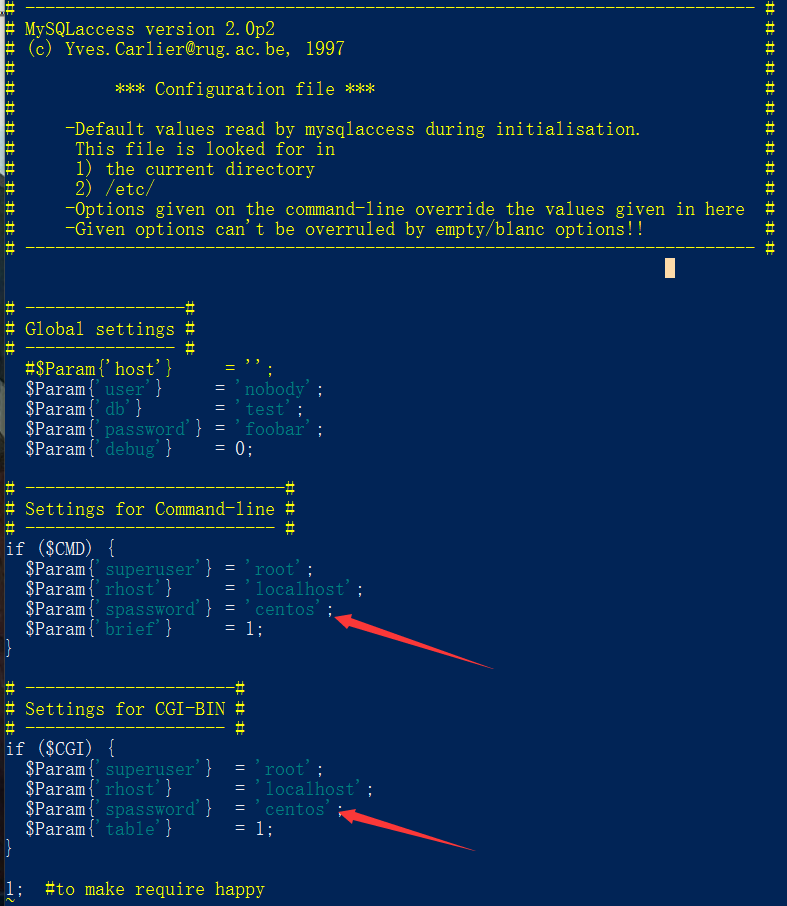 # ------------------------------------------------------------------------- #
# MySQLaccess version 2.0p2                                                 #
# (c) Yves.Carlier@rug.ac.be, 1997                                          #
#                                                                           #
#          *** Configuration file ***                                       #
#                                                                           #
#     -Default values read by mysqlaccess during initialisation.            #
#      This file is looked for in                                           #
#      1) the current directory                                             #
#      2) /etc/                                                             #
#     -Options given on the command-line override the values given in here  #
#     -Given options can't be overruled by empty/blanc options!!            #
# ------------------------------------------------------------------------- #
# ----------------#
# Global settings #
# --------------- #
  #$Param{'host'}     = '';
  $Param{'user'}     = 'nobody';
  $Param{'db'}       = 'test';
  $Param{'password'} = 'foobar';
  $Param{'debug'}    = 0;
# --------------------------#
# Settings for Command-line #
# ------------------------- #
if ($CMD) {
  $Param{'superuser'} = 'root';
  $Param{'rhost'}     = 'localhost';
  $Param{'spassword'} = 'centos';
  $Param{'brief'}     = 1;
}
# ---------------------#
# Settings for CGI-BIN #
# -------------------- #
if ($CGI) {
  $Param{'superuser'}  = 'root';
  $Param{'rhost'}      = 'localhost';
  $Param{'spassword'}  = 'centos';
  $Param{'table'}      = 1;
}
1;  #to make require happy
~